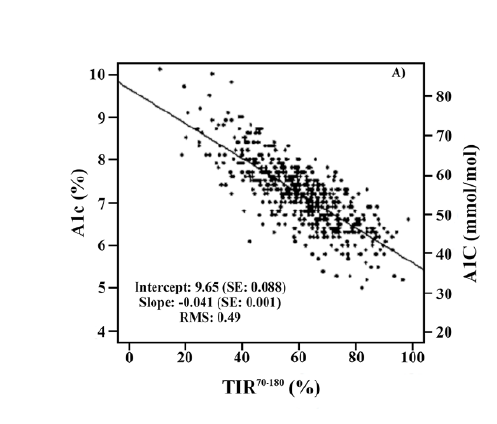 A)
10
9
8
7
6
5
4
A1c (%)
80
70
60
50
40
30
20
A1C (mmol/mol)
Intercept: 9.65 (SE: 0.088)
Slope: -0.041 (SE: 0.001)
RMS: 0.49
0 20 40 60 80 100
TIR70-180 (%)